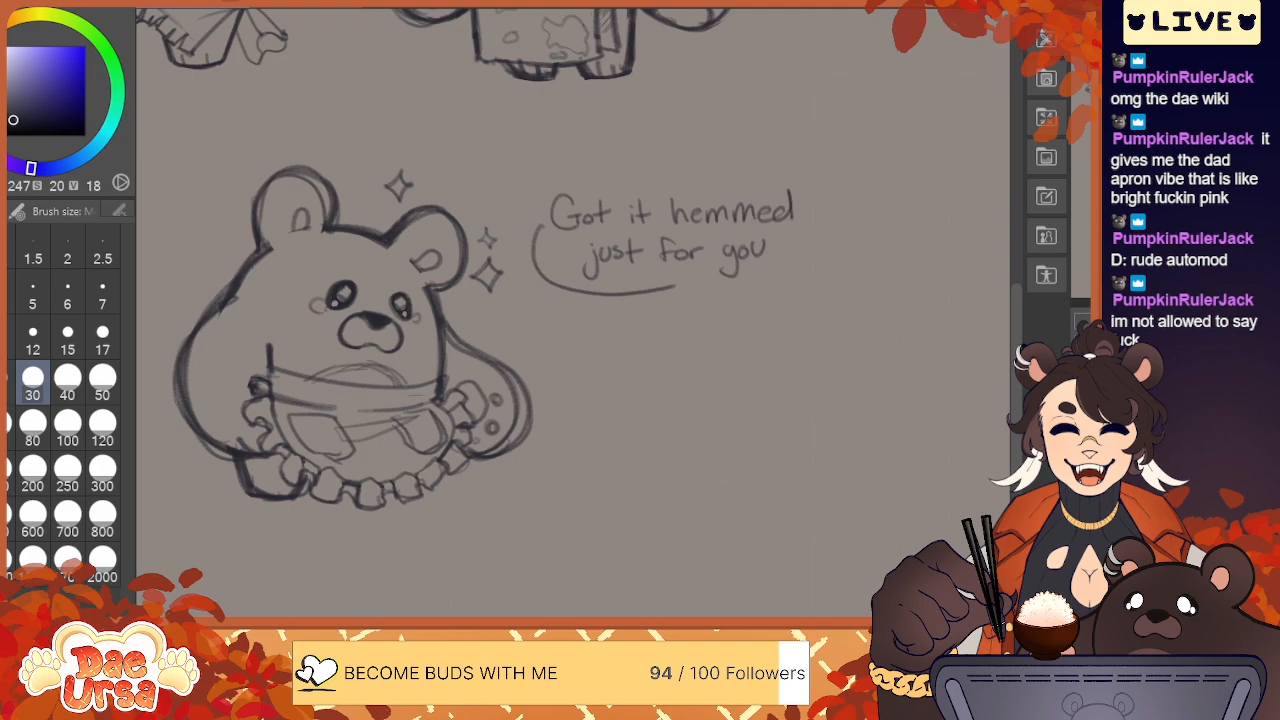 LIVE
PumpkinRulerJack
omg the dae wiki
PumpkinRulerJack it
gives me the dad
apron vibe that is like
bright fuckin pink
PumpkinRulerJack
D: rude automod
PumpkinRulerJack
im not allowed to say
247 S 20 V 18
Brush size: M
1.5 2 2.5
5 6 7
12 15 17
30 40 50
80 100 120
200 250 300
600 700 800
2000
Got it hemmed
just for you
Dae
Ursa
BECOME BUDS WITH ME
94 / 100 Followers